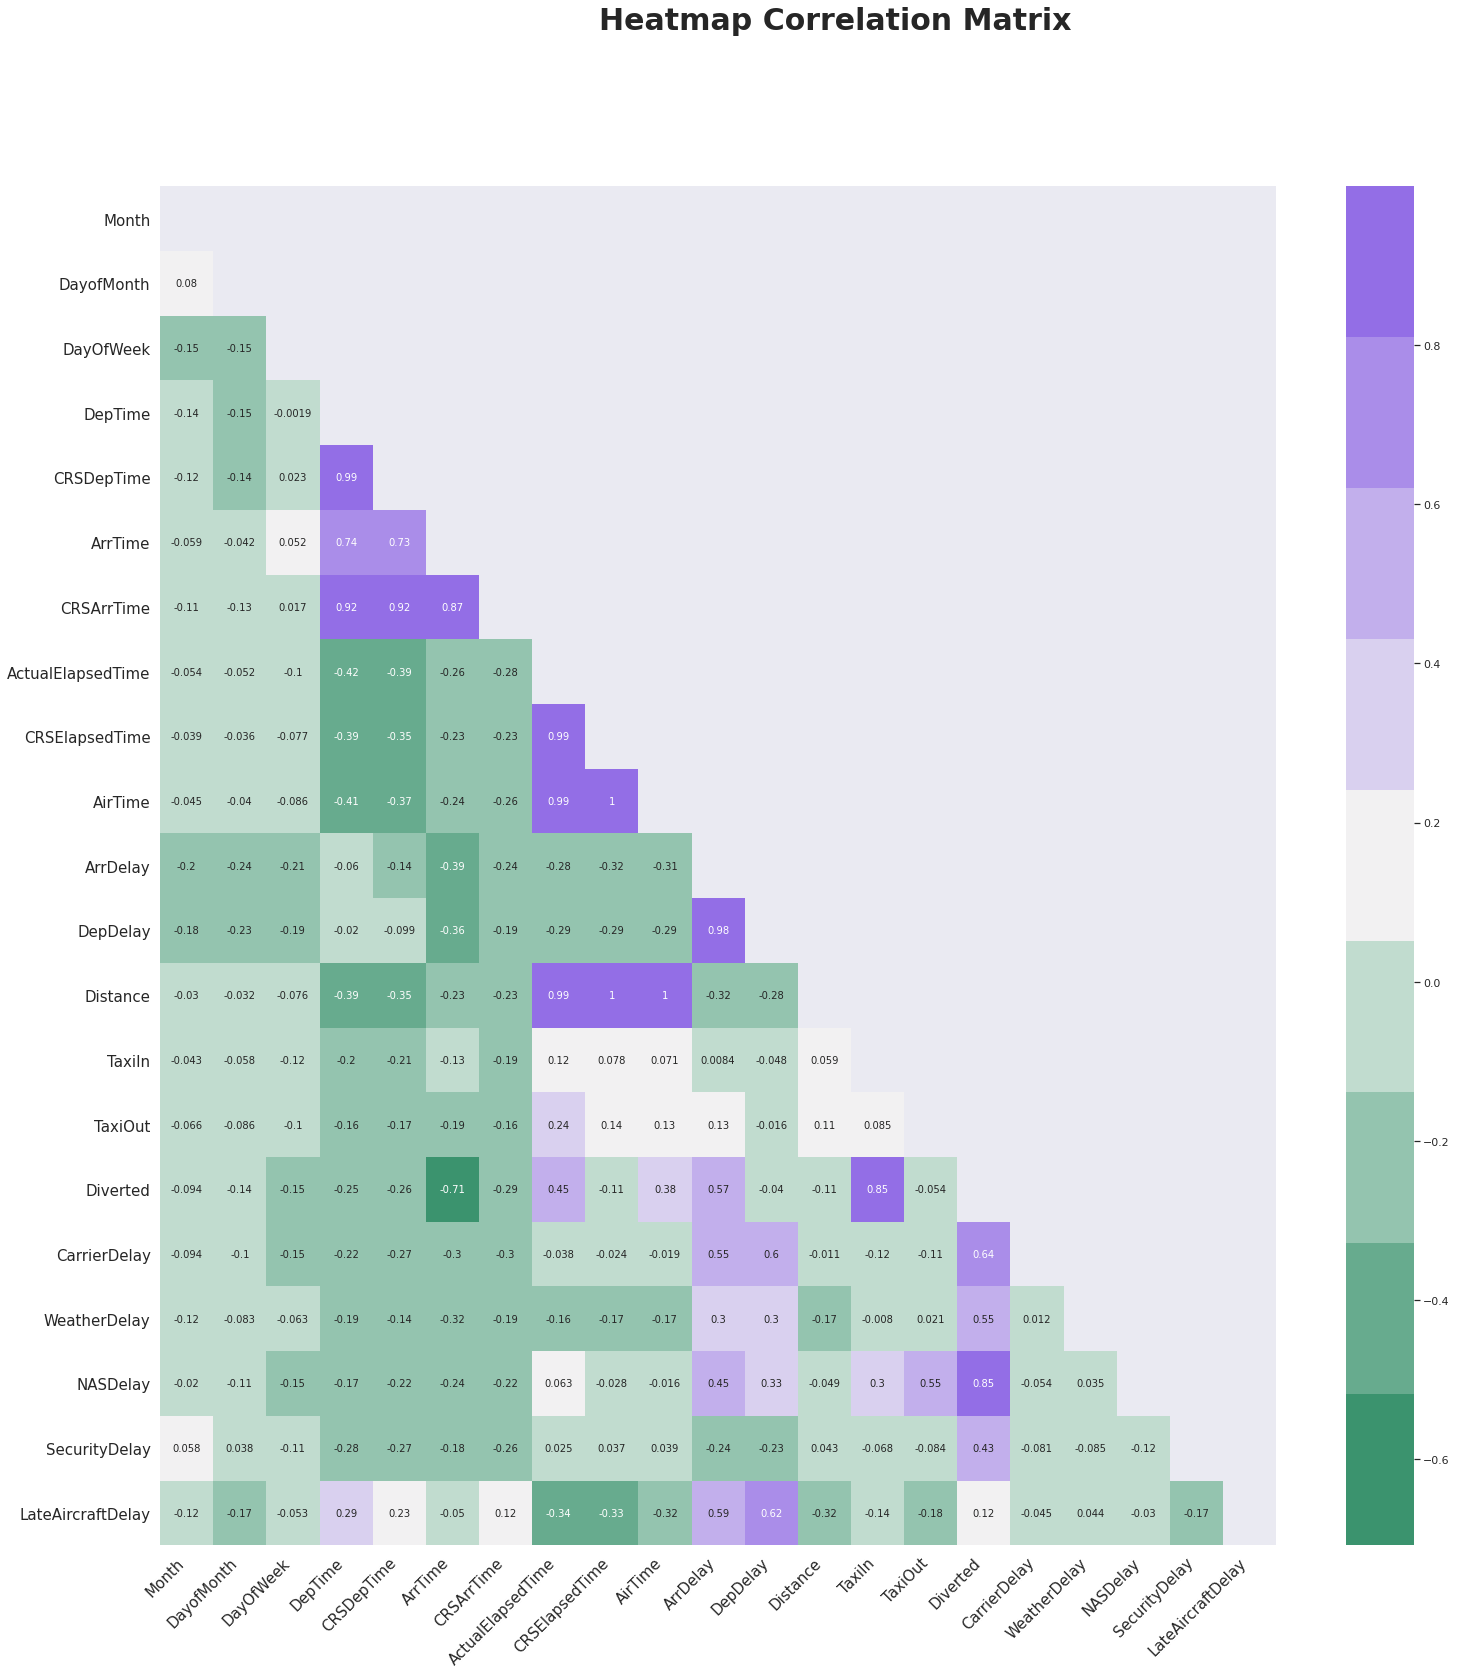 Heatmap Correlation Matrix
Month
DayofMonth 0.08
DayOfWeek -0.15 -0.15
DepTime -0.14 -0.15 -0.0019
CRSDepTime -0.12 -0.14 0.023 0.99
ArrTime -0.059 -0.042 0.052 0.74 0.73
CRSArrTime -0.11 -0.13 0.017 0.92 0.92 0.87
ActualElapsedTime -0.054 -0.052 -0.1 -0.42 -0.39 -0.26 -0.28
CRSElapsedTime -0.039 -0.036 -0.077 -0.39 -0.35 -0.23 -0.23 0.99
AirTime -0.045 -0.04 -0.086 -0.41 -0.37 -0.24 -0.26 0.99 1
ArrDelay -0.2 -0.24 -0.21 -0.06 -0.14 -0.39 -0.24 -0.28 -0.32 -0.31
DepDelay -0.18 -0.23 -0.19 -0.02 -0.099 -0.36 -0.19 -0.29 -0.29 -0.29 0.98
Distance -0.03 -0.032 -0.076 -0.39 -0.35 -0.23 -0.23 0.99 1 1 -0.32 -0.28
TaxiIn -0.043 -0.058 -0.12 -0.2 -0.21 -0.13 -0.19 0.12 0.078 0.071 0.0084 -0.048 0.059
TaxiOut -0.066 -0.086 -0.1 -0.16 -0.17 -0.19 -0.16 0.24 0.14 0.13 0.13 -0.016 0.11 0.085
Diverted -0.094 -0.14 -0.15 -0.25 -0.26 -0.71 -0.29 0.45 -0.11 0.38 0.57 -0.04 -0.11 0.85 -0.054
CarrierDelay -0.094 -0.1 -0.15 -0.22 -0.27 -0.3 -0.3 -0.038 -0.024 -0.019 0.55 0.6 -0.011 -0.12 -0.11 0.64
WeatherDelay -0.12 -0.083 -0.063 -0.19 -0.14 -0.32 -0.19 -0.16 -0.17 -0.17 0.3 0.3 -0.17 -0.008 0.021 0.55 0.012
NASDelay -0.02 -0.11 -0.15 -0.17 -0.22 -0.24 -0.22 0.063 -0.028 -0.016 0.45 0.33 -0.049 0.3 0.55 0.85 -0.054 0.035
SecurityDelay 0.058 0.038 -0.11 -0.28 -0.27 -0.18 -0.26 0.025 0.037 0.039 -0.24 -0.23 0.043 -0.068 -0.084 0.43 -0.081 -0.085 -0.12
LateAircraftDelay -0.12 -0.17 -0.053 0.29 0.23 -0.05 0.12 -0.34 -0.33 -0.32 0.59 0.62 -0.32 -0.14 -0.18 0.12 -0.045 0.044 -0.03 -0.17
Month DayofMonth DayOfWeek DepTime CRSDepTime ArrTime CRSArrTime ActualElapsedTime CRSElapsedTime AirTime ArrDelay DepDelay Distance TaxiIn TaxiOut Diverted CarrierDelay WeatherDelay NASDelay SecurityDelay LateAircraftDelay
0.8
0.6
0.4
0.2
0.0
−0.2
−0.4
−0.6